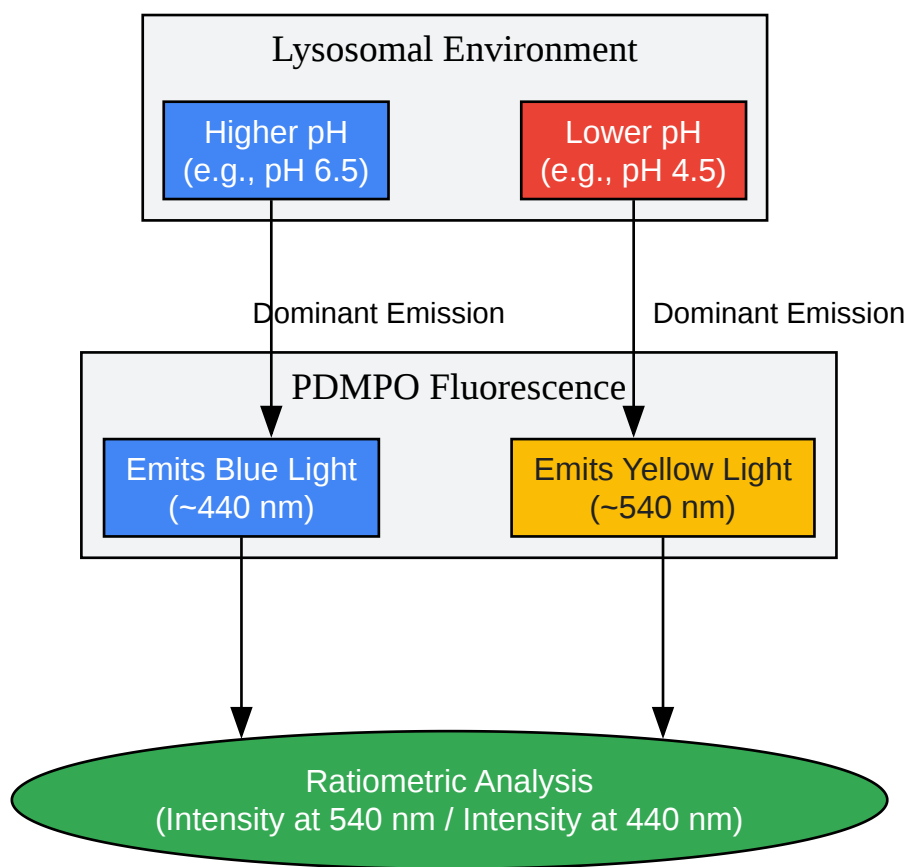 Lysosomal Environment
Higher pH
(e.g., pH 6.5)
Lower pH
(e.g., pH 4.5)
Dominant Emission
Dominant Emission
PDMPO Fluorescence
Emits Blue Light
(~440 nm)
Emits Yellow Light
(~540 nm)
Ratiometric Analysis
(Intensity at 540 nm / Intensity at 440 nm)